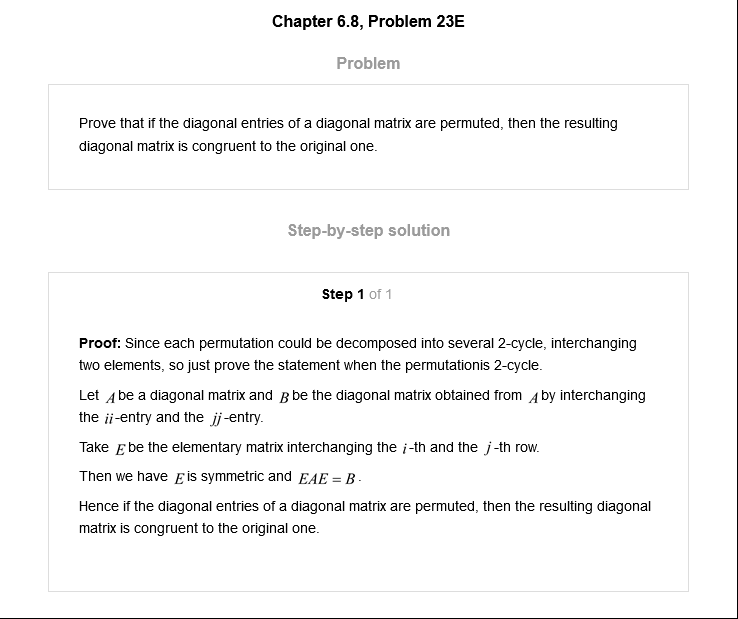 Chapter 6.8, Problem 23E
Problem
Prove that if the diagonal entries of a diagonal matrix are permuted, then the resulting
diagonal matrix is congruent to the original one.
Step-by-step solution
Step 1 of 1
Proof: Since each permutation could be decomposed into several 2-cycle, interchanging
two elements, so just prove the statement when the permutationis 2-cycle.
Let A be a diagonal matrix and B be the diagonal matrix obtained from A by interchanging
the ii-entry and the jj-entry.
Take E be the elementary matrix interchanging the i-th and the j-th row.
Then we have E is symmetric and EAE = B.
Hence if the diagonal entries of a diagonal matrix are permuted, then the resulting diagonal
matrix is congruent to the original one.